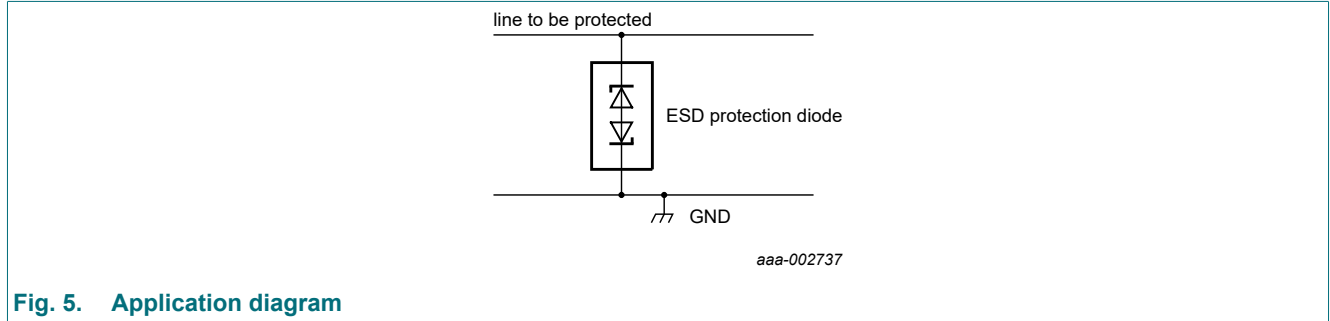 line to be protected
ESD protection diode
GND
aaa-002737
Fig. 5. Application diagram